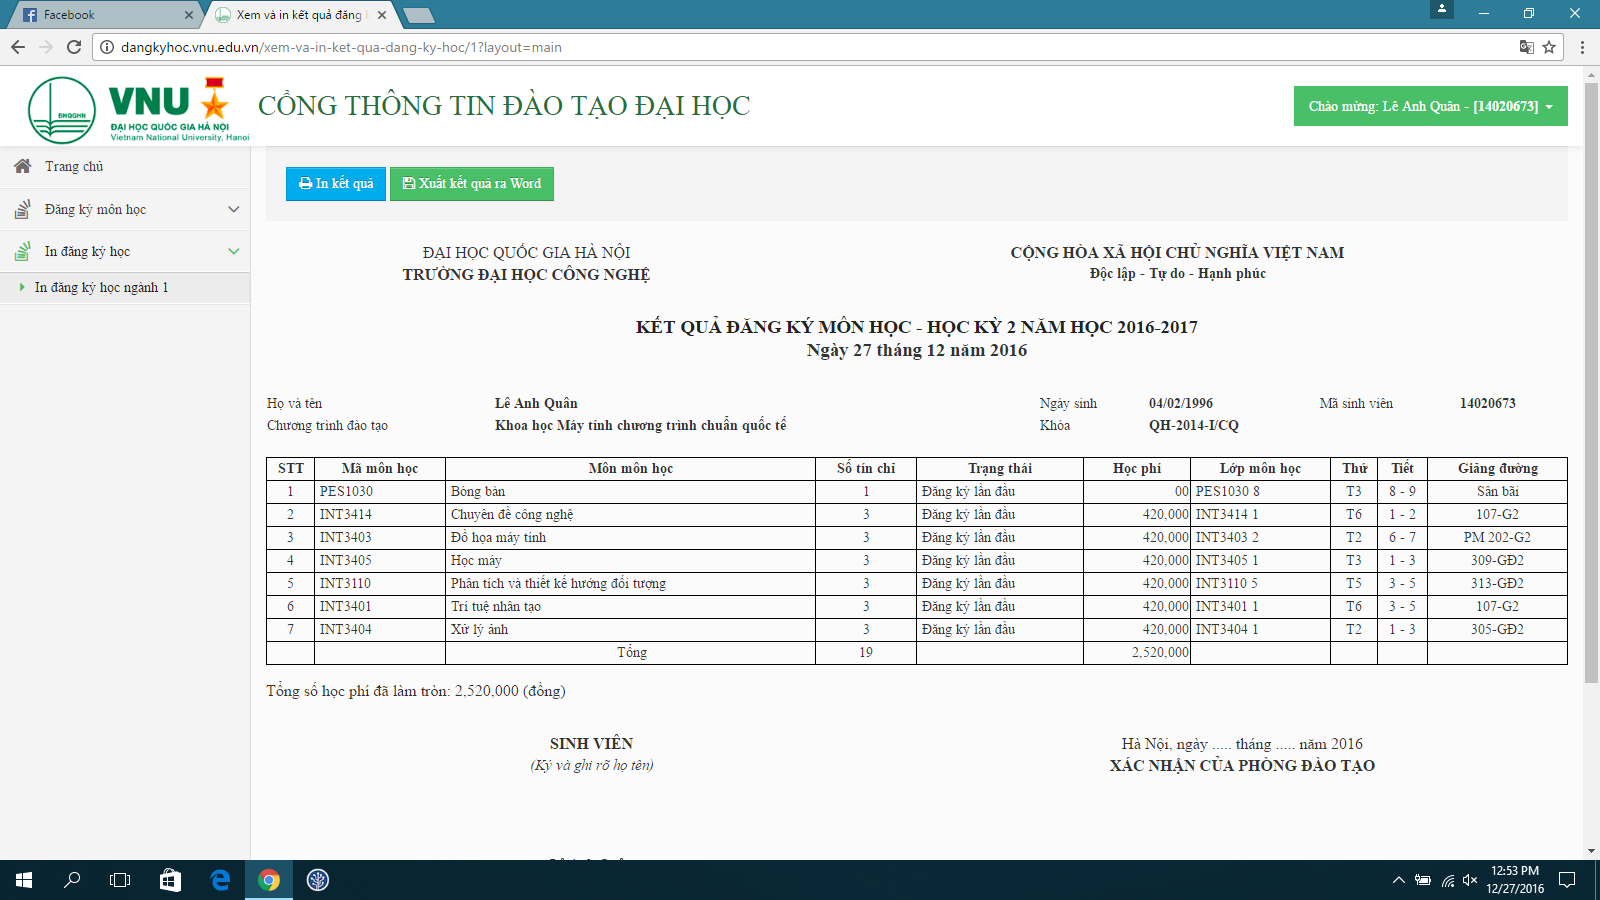 Facebook
Xem và in kết quả đăng
dangkyhoc.vnu.edu.vn/xem-va-in-ket-qua-dang-ky-hoc/1?layout=main
ĐHQGHN
VNU
ĐẠI HỌC QUỐC GIA HÀ NỘI
Vietnam National University, Hanoi
CỔNG THÔNG TIN ĐÀO TẠO ĐẠI HỌC
Chào mừng: Lê Anh Quân - [14020673]
Trang chủ
Đăng ký môn học
In đăng ký học
In đăng ký học ngành 1
In kết quả
Xuất kết quả ra Word
ĐẠI HỌC QUỐC GIA HÀ NỘI
TRƯỜNG ĐẠI HỌC CÔNG NGHỆ
CỘNG HÒA XÃ HỘI CHỦ NGHĨA VIỆT NAM
Độc lập - Tự do - Hạnh phúc
KẾT QUẢ ĐĂNG KÝ MÔN HỌC - HỌC KỲ 2 NĂM HỌC 2016-2017
Ngày 27 tháng 12 năm 2016
Họ và tên Lê Anh Quân Ngày sinh 04/02/1996 Mã sinh viên 14020673
Chương trình đào tạo Khoa học Máy tính chương trình chuẩn quốc tế Khóa QH-2014-I/CQ
STT Mã môn học Môn môn học Số tín chỉ Trạng thái Học phí Lớp môn học Thứ Tiết Giảng đường
1 PES1030 Bóng bàn 1 Đăng ký lần đầu 00 PES1030 8 T3 8 - 9 Sân bãi
2 INT3414 Chuyên đề công nghệ 3 Đăng ký lần đầu 420,000 INT3414 1 T6 1 - 2 107-G2
3 INT3403 Đồ họa máy tính 3 Đăng ký lần đầu 420,000 INT3403 2 T2 6 - 7 PM 202-G2
4 INT3405 Học máy 3 Đăng ký lần đầu 420,000 INT3405 1 T3 1 - 3 309-GĐ2
5 INT3110 Phân tích và thiết kế hướng đối tượng 3 Đăng ký lần đầu 420,000 INT3110 5 T5 3 - 5 313-GĐ2
6 INT3401 Trí tuệ nhân tạo 3 Đăng ký lần đầu 420,000 INT3401 1 T6 3 - 5 107-G2
7 INT3404 Xử lý ảnh 3 Đăng ký lần đầu 420,000 INT3404 1 T2 1 - 3 305-GĐ2
Tổng 19 2,520,000
Tổng số học phí đã làm tròn: 2,520,000 (đồng)
SINH VIÊN
(Ký và ghi rõ họ tên)
Hà Nội, ngày ..... tháng ..... năm 2016
XÁC NHẬN CỦA PHÒNG ĐÀO TẠO
12:53 PM
12/27/2016